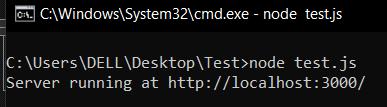 C:\Windows\System32\cmd.exe - node  test.js
C:\Users\DELL\Desktop\Test>node test.js
Server running at http://localhost:3000/